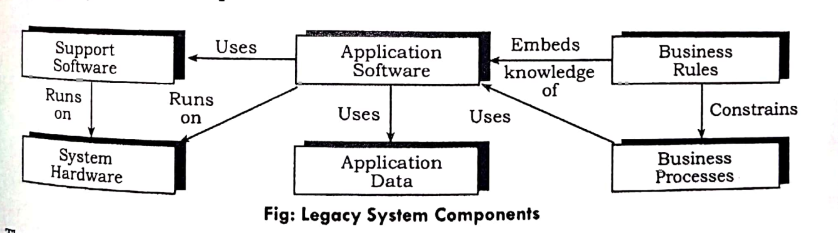 Support
Software
Uses
Application
Software
Embeds
knowledge
of
Business
Rules
Runs
on
Runs
on
Uses
Uses
Constrains
System
Hardware
Application
Data
Business
Processes
Fig: Legacy System Components